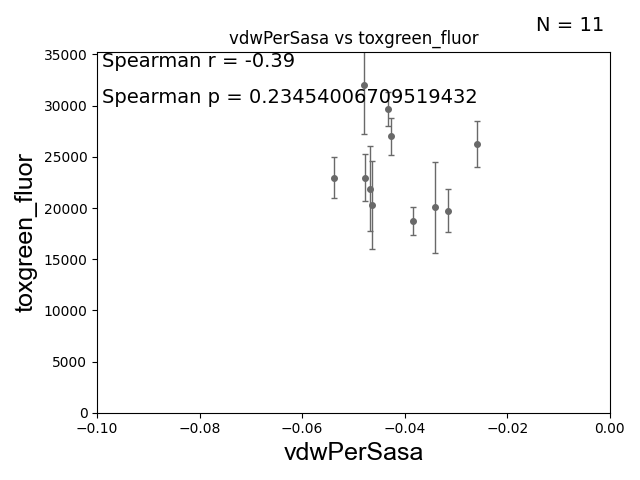 N = 11
vdwPerSasa vs toxgreen_fluor
Spearman r = -0.39
Spearman p = 0.23454006709519432
toxgreen_fluor
35000
30000
25000
20000
15000
10000
5000
0
−0.10 −0.08 −0.06 −0.04 −0.02 0.00
vdwPerSasa